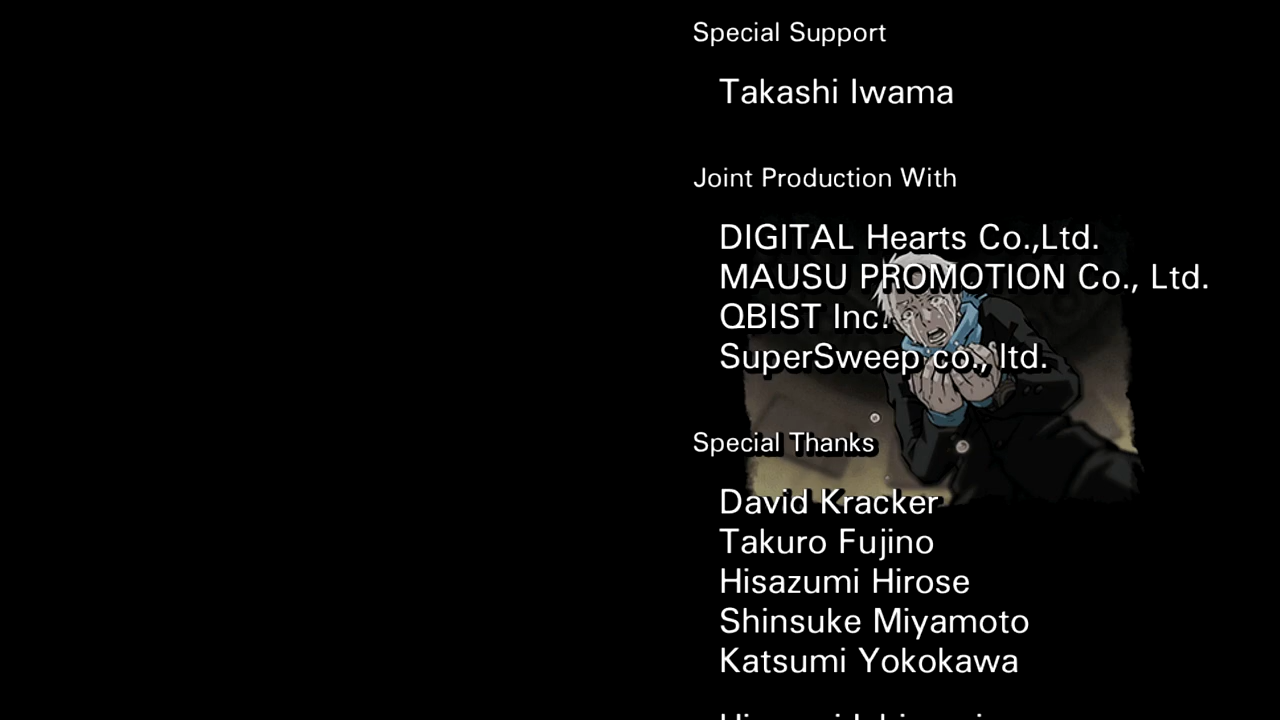 Special Support
Takashi Iwama
Joint Production With
DIGITAL Hearts Co.,Ltd.
MAUSU PROMOTION Co., Ltd.
QBIST Inc.
SuperSweep co., ltd.
Special Thanks
David Kracker
Takuro Fujino
Hisazumi Hirose
Shinsuke Miyamoto
Katsumi Yokokawa